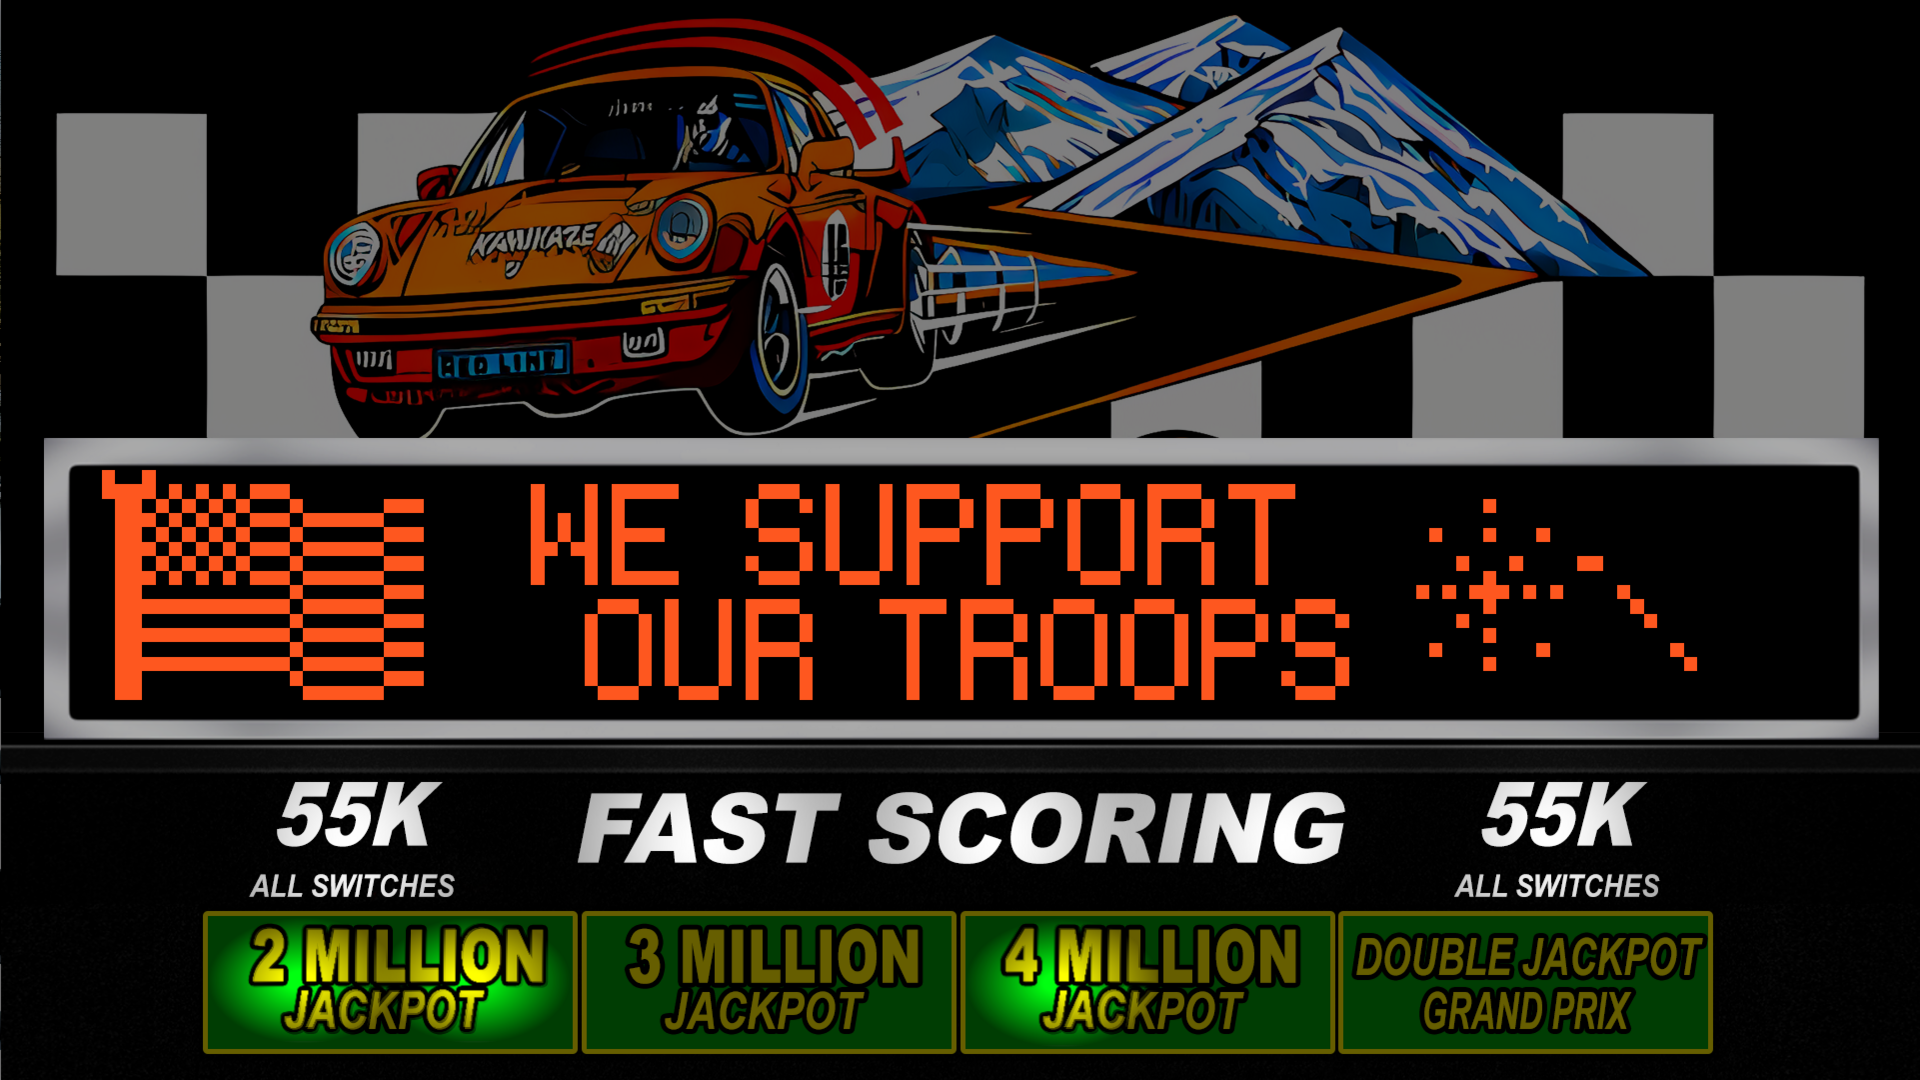 KAWIKAZE
RED LINE
WE SUPPORT
OUR TROOPS
55K
ALL SWITCHES
FAST SCORING
55K
ALL SWITCHES
2 MILLION
JACKPOT
3 MILLION
JACKPOT
4 MILLION
JACKPOT
DOUBLE JACKPOT
GRAND PRIX